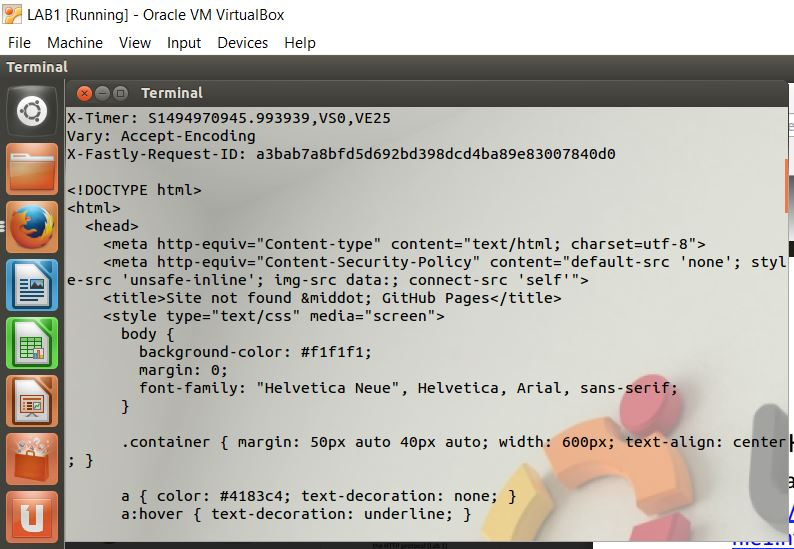 LAB1 [Running] - Oracle VM VirtualBox
File Machine View Input Devices Help
Terminal
Terminal
X-Timer: S1494970945.993939,VS0,VE25
Vary: Accept-Encoding
X-Fastly-Request-ID: a3bab7a8bfd5d692bd398dcd4ba89e83007840d0
<!DOCTYPE html>
<html>
<head>
<meta http-equiv="Content-type" content="text/html; charset=utf-8">
<meta http-equiv="Content-Security-Policy" content="default-src 'none'; styl
e-src 'unsafe-inline'; img-src data:; connect-src 'self'">
<title>Site not found &middot; GitHub Pages</title>
<style type="text/css" media="screen">
body {
background-color: #f1f1f1;
margin: 0;
font-family: "Helvetica Neue", Helvetica, Arial, sans-serif;
}
.container { margin: 50px auto 40px auto; width: 600px; text-align: center
; }
a { color: #4183c4; text-decoration: none; }
a:hover { text-decoration: underline; }